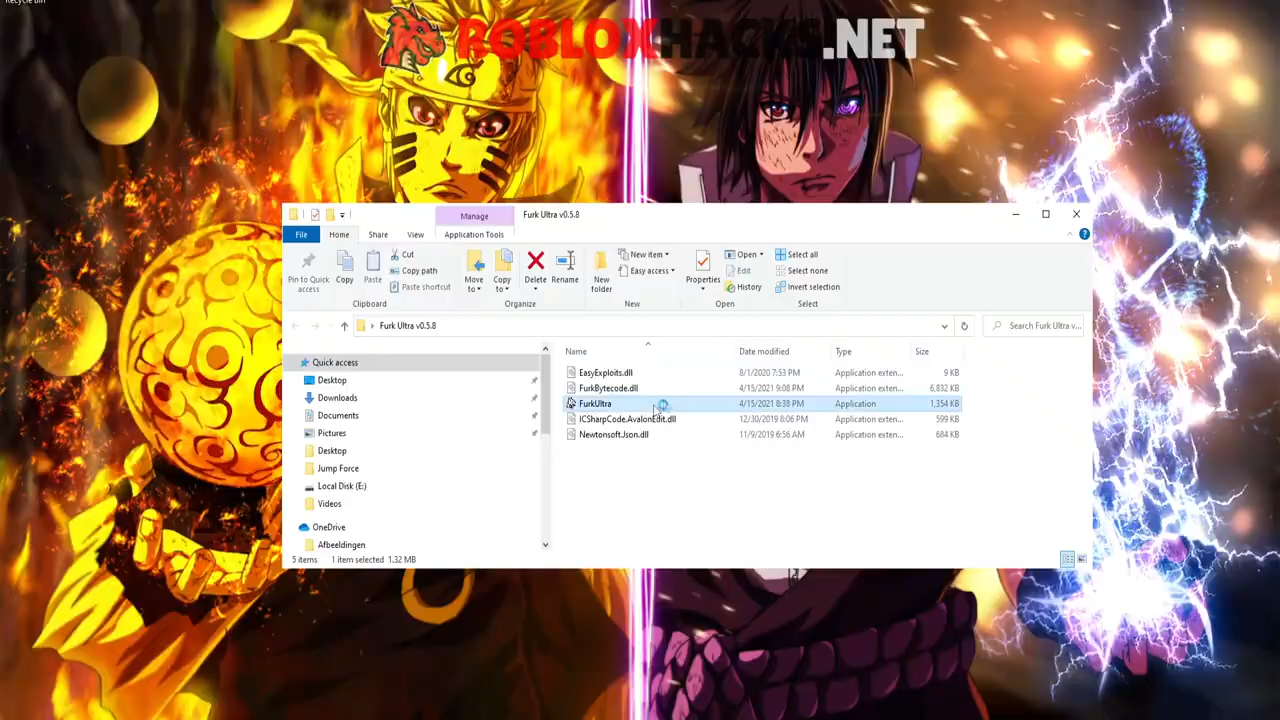 Recycle Bin
ROBLOXHACKS.NET
Manage
Furk Ultra v0.5.8
File
Home
Share
View
Application Tools
Pin to Quick access
Copy
Paste
Cut
Copy path
Paste shortcut
Clipboard
Move to
Copy to
Delete
Rename
Organize
New folder
New item
Easy access
New
Properties
Open
Edit
History
Open
Select all
Select none
Invert selection
Select
Furk Ultra v0.5.8
Search Furk Ultra v...
Quick access
Desktop
Downloads
Documents
Pictures
Desktop
Jump Force
Local Disk (E:)
Videos
OneDrive
Afbeeldingen
Name Date modified Type Size
EasyExploits.dll 8/1/2020 7:53 PM Application exten... 9 KB
FurkBytecode.dll 4/15/2021 9:08 PM Application exten... 6,832 KB
FurkUltra 4/15/2021 8:38 PM Application 1,354 KB
ICSharpCode.AvalonEdit.dll 12/30/2019 8:06 PM Application exten... 599 KB
Newtonsoft.Json.dll 11/9/2019 6:56 AM Application exten... 684 KB
5 items 1 item selected 1.32 MB